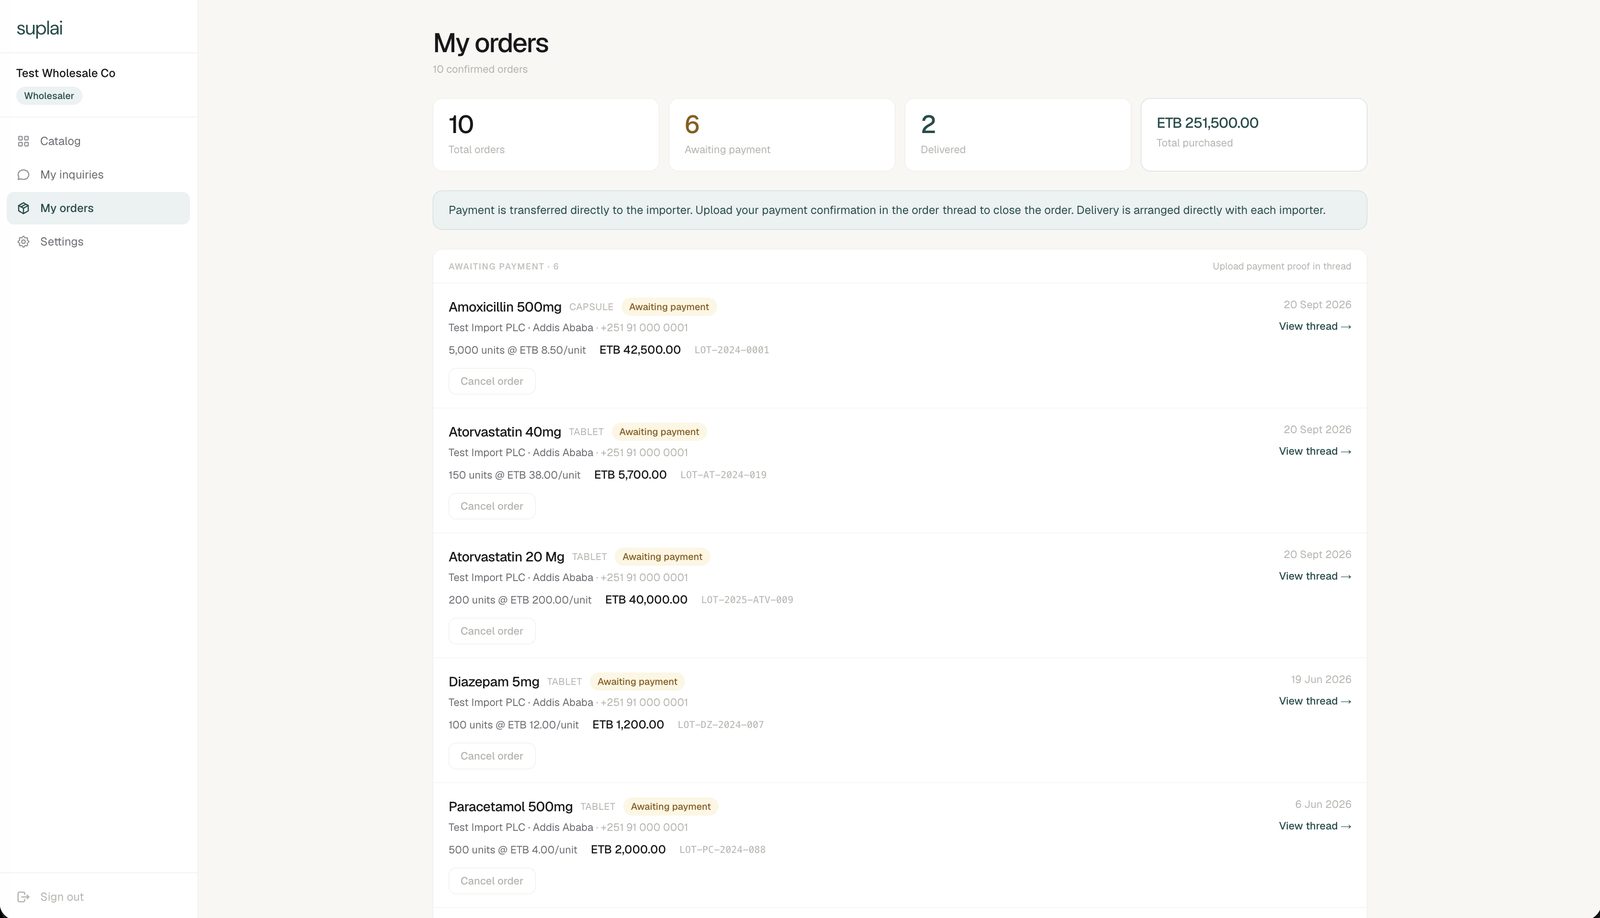 suplai
Test Wholesale Co
Wholesaler
Catalog
My inquiries
My orders
Settings
Sign out
My orders
10 confirmed orders
10
Total orders
6
Awaiting payment
2
Delivered
ETB 251,500.00
Total purchased
Payment is transferred directly to the importer. Upload your payment confirmation in the order thread to close the order. Delivery is arranged directly with each importer.
AWAITING PAYMENT · 6 Upload payment proof in thread
Amoxicillin 500mg CAPSULE Awaiting payment 20 Sept 2026
Test Import PLC · Addis Ababa · +251 91 000 0001 View thread →
5,000 units @ ETB 8.50/unit ETB 42,500.00 LOT-2024-0001
Cancel order
Atorvastatin 40mg TABLET Awaiting payment 20 Sept 2026
Test Import PLC · Addis Ababa · +251 91 000 0001 View thread →
150 units @ ETB 38.00/unit ETB 5,700.00 LOT-AT-2024-019
Cancel order
Atorvastatin 20 Mg TABLET Awaiting payment 20 Sept 2026
Test Import PLC · Addis Ababa · +251 91 000 0001 View thread →
200 units @ ETB 200.00/unit ETB 40,000.00 LOT-2025-ATV-009
Cancel order
Diazepam 5mg TABLET Awaiting payment 19 Jun 2026
Test Import PLC · Addis Ababa · +251 91 000 0001 View thread →
100 units @ ETB 12.00/unit ETB 1,200.00 LOT-DZ-2024-007
Cancel order
Paracetamol 500mg TABLET Awaiting payment 6 Jun 2026
Test Import PLC · Addis Ababa · +251 91 000 0001 View thread →
500 units @ ETB 4.00/unit ETB 2,000.00 LOT-PC-2024-088
Cancel order